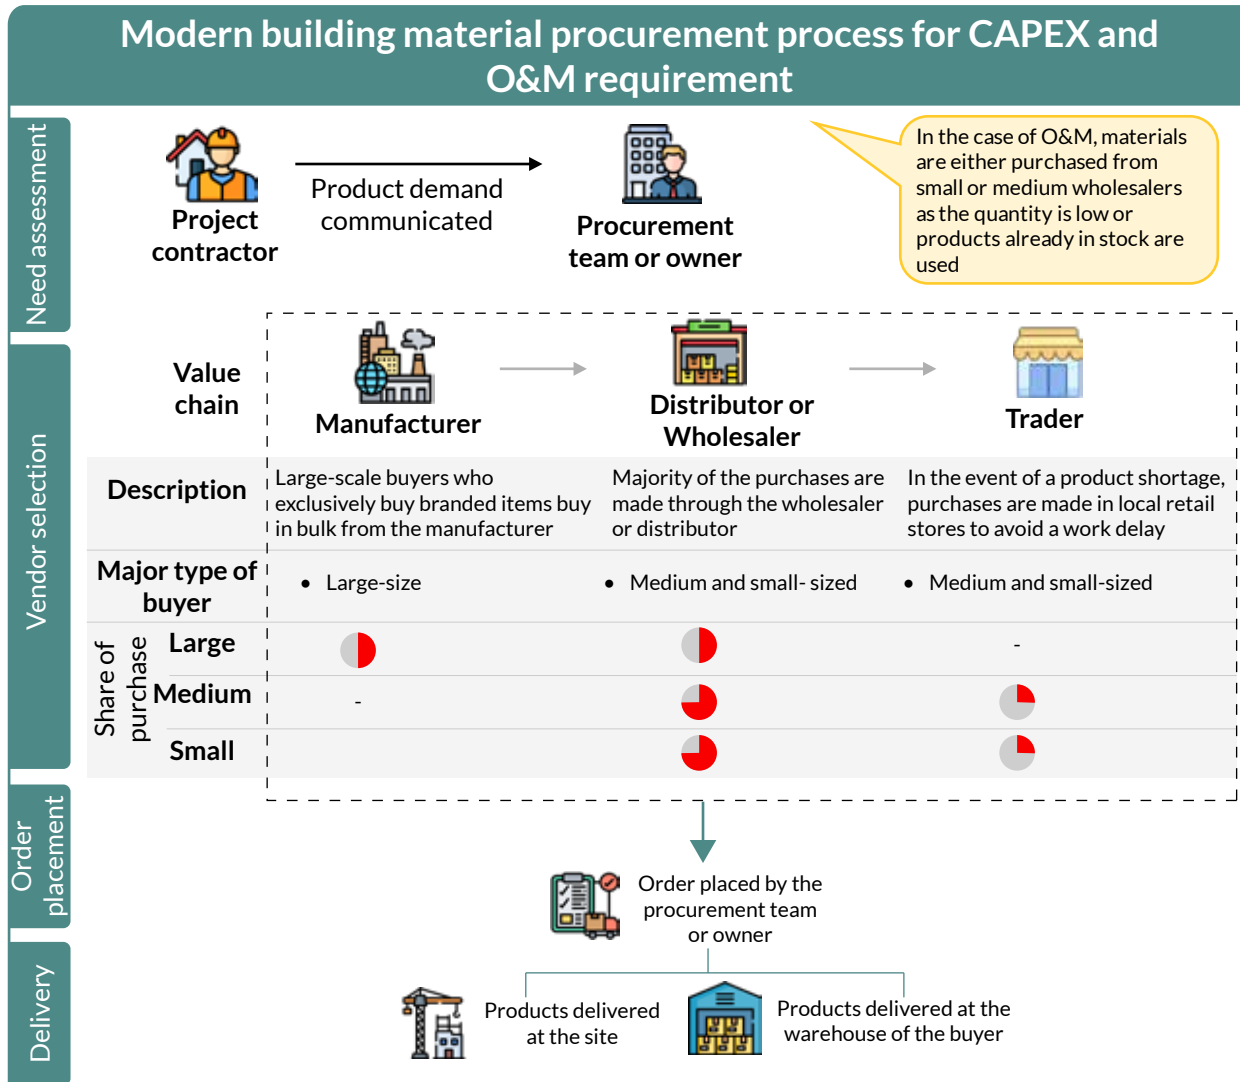 Modern building material procurement process for CAPEX and
O&M requirement
Need assessment
Project
contractor
Product demand
communicated
Procurement
team or owner
In the case of O&M, materials
are either purchased from
small or medium wholesalers
as the quantity is low or
products already in stock are
used
Vendor selection
Value
chain
Manufacturer
Distributor or
Wholesaler
Trader
Description
Large-scale buyers who
exclusively buy branded items buy
in bulk from the manufacturer
Majority of the purchases are
made through the wholesaler
or distributor
In the event of a product shortage,
purchases are made in local retail
stores to avoid a work delay
Major type of
buyer
• Large-size
• Medium and small- sized
• Medium and small-sized
Share of
purchase
Large
-
Medium
-
Small
Order
placement
Order placed by the
procurement team
or owner
Delivery
Products delivered
at the site
Products delivered at the
warehouse of the buyer